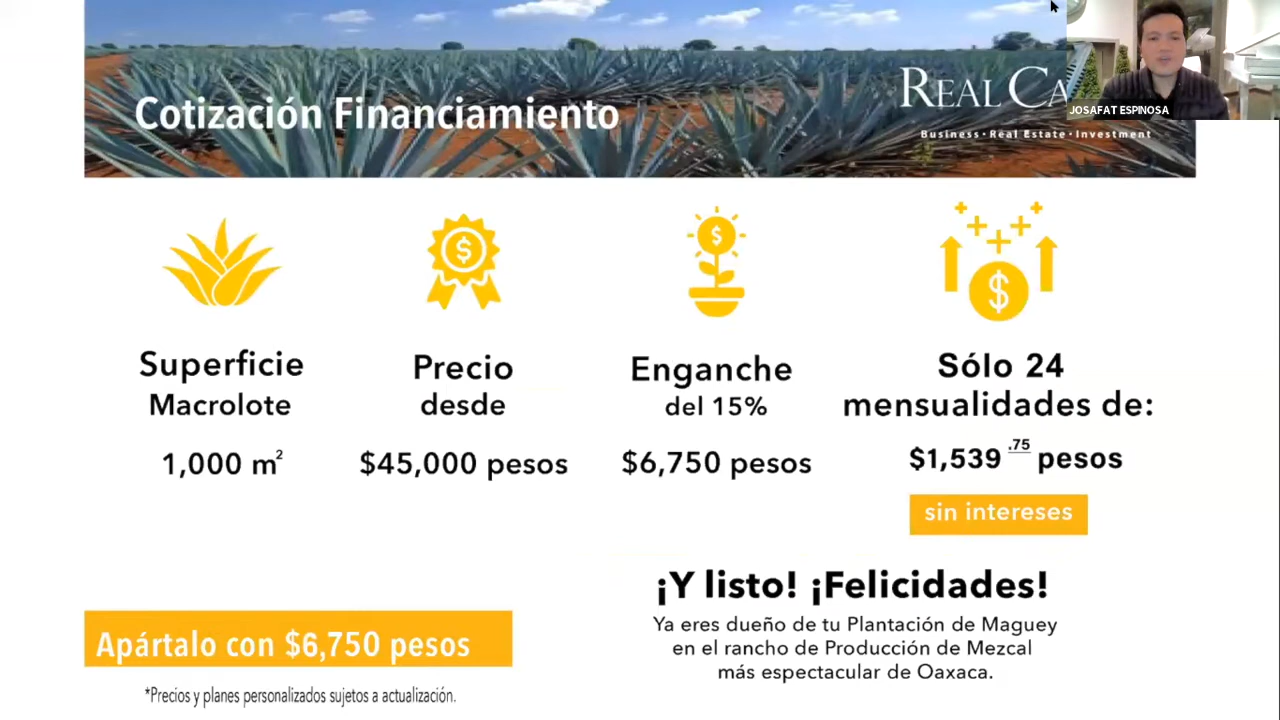 Cotización Financiamiento
REAL CA
Business · Real Estate · Investment
JOSAFAT ESPINOSA
Superficie
Macrolote
1,000 m²
Precio
desde
$45,000 pesos
Enganche
del 15%
$6,750 pesos
Sólo 24
mensualidades de:
$1,539 .75 pesos
sin intereses
¡Y listo! ¡Felicidades!
Ya eres dueño de tu Plantación de Maguey
en el rancho de Producción de Mezcal
más espectacular de Oaxaca.
Apártalo con $6,750 pesos
*Precios y planes personalizados sujetos a actualización.